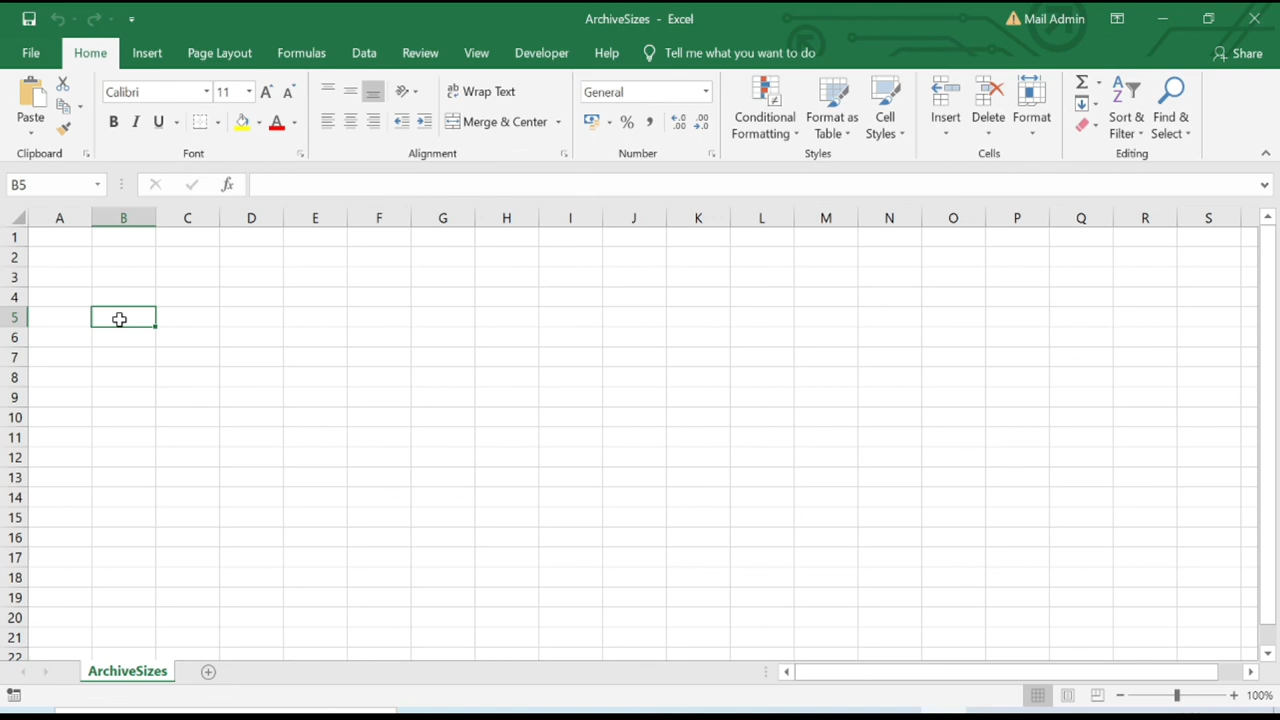 ArchiveSizes - Excel
Mail Admin
File Home Insert Page Layout Formulas Data Review View Developer Help Tell me what you want to do Share
Paste
Calibri 11
B I U A
Wrap Text
Merge & Center
General
%
Conditional Formatting
Format as Table
Cell Styles
Insert Delete Format
Sort & Filter
Find & Select
Clipboard Font Alignment Number Styles Cells Editing
B5 fx
A B C D E F G H I J K L M N O P Q R S
1
2
3
4
5
6
7
8
9
10
11
12
13
14
15
16
17
18
19
20
21
22
ArchiveSizes
100%